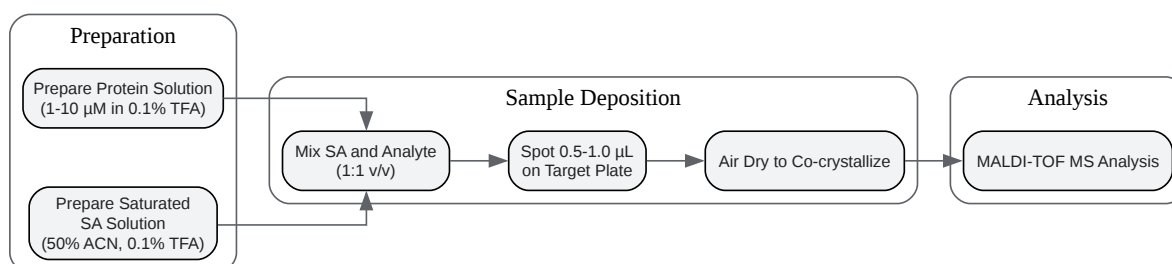 Preparation
Prepare Protein Solution
(1-10 µM in 0.1% TFA)
Prepare Saturated
SA Solution
(50% ACN, 0.1% TFA)
Sample Deposition
Mix SA and Analyte
(1:1 v/v)
Spot 0.5-1.0 µL
on Target Plate
Air Dry to Co-crystallize
Analysis
MALDI-TOF MS Analysis